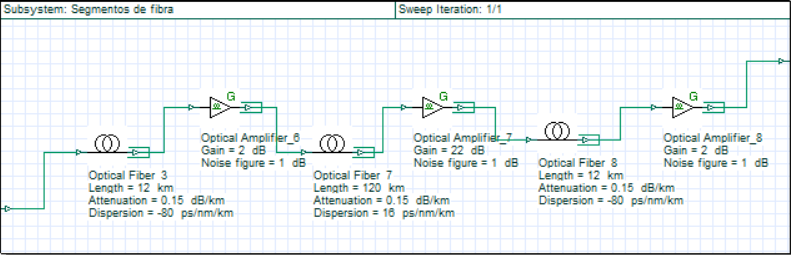 Subsystem: Segmentos de fibra
Sweep Iteration: 1/1
G
Optical Amplifier_6
Gain = 2 dB
Noise figure = 1 dB
G
Optical Amplifier_7
Gain = 22 dB
Noise figure = 1 dB
G
Optical Amplifier_8
Gain = 2 dB
Noise figure = 1 dB
Optical Fiber 3
Length = 12 km
Attenuation = 0.15 dB/km
Dispersion = -80 ps/nm/km
Optical Fiber 7
Length = 120 km
Attenuation = 0.15 dB/km
Dispersion = 16 ps/nm/km
Optical Fiber 8
Length = 12 km
Attenuation = 0.15 dB/km
Dispersion = -80 ps/nm/km